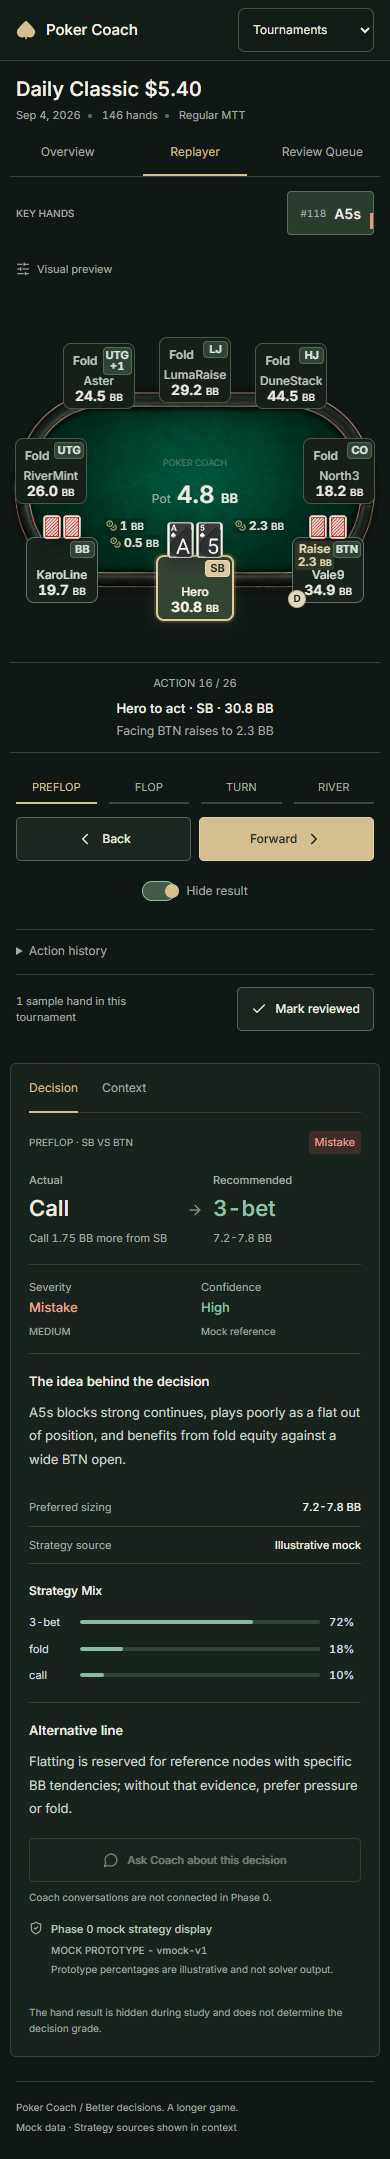 Poker Coach
Tournaments
Daily Classic $5.40
Sep 4, 2026 • 146 hands • Regular MTT
Overview
Replayer
Review Queue
KEY HANDS
#118 A5s
Visual preview
Fold UTG+1
Aster
24.5 BB
Fold LJ
LumaRaise
29.2 BB
Fold HJ
DuneStack
44.5 BB
Fold UTG
RiverMint
26.0 BB
POKER COACH
Pot 4.8 BB
Fold CO
North3
18.2 BB
1 BB
0.5 BB
2.3 BB
A A
5 5
BB
KaroLine
19.7 BB
SB
Hero
30.8 BB
Raise BTN
2.3 BB
Vale9
34.9 BB
D
ACTION 16 / 26
Hero to act · SB · 30.8 BB
Facing BTN raises to 2.3 BB
PREFLOP
FLOP
TURN
RIVER
Back
Forward
Hide result
Action history
1 sample hand in this
tournament
Mark reviewed
Decision
Context
PREFLOP · SB VS BTN
Mistake
Actual
Recommended
Call → 3-bet
Call 1.75 BB more from SB
7.2-7.8 BB
Severity
Confidence
Mistake
High
MEDIUM
Mock reference
The idea behind the decision
A5s blocks strong continues, plays poorly as a flat out
of position, and benefits from fold equity against a
wide BTN open.
Preferred sizing
7.2-7.8 BB
Strategy source
Illustrative mock
Strategy Mix
3-bet 72%
fold 18%
call 10%
Alternative line
Flatting is reserved for reference nodes with specific
BB tendencies; without that evidence, prefer pressure
or fold.
Ask Coach about this decision
Coach conversations are not connected in Phase 0.
Phase 0 mock strategy display
MOCK PROTOTYPE - vmock-v1
Prototype percentages are illustrative and not solver output.
The hand result is hidden during study and does not determine the
decision grade.
Poker Coach / Better decisions. A longer game.
Mock data · Strategy sources shown in context